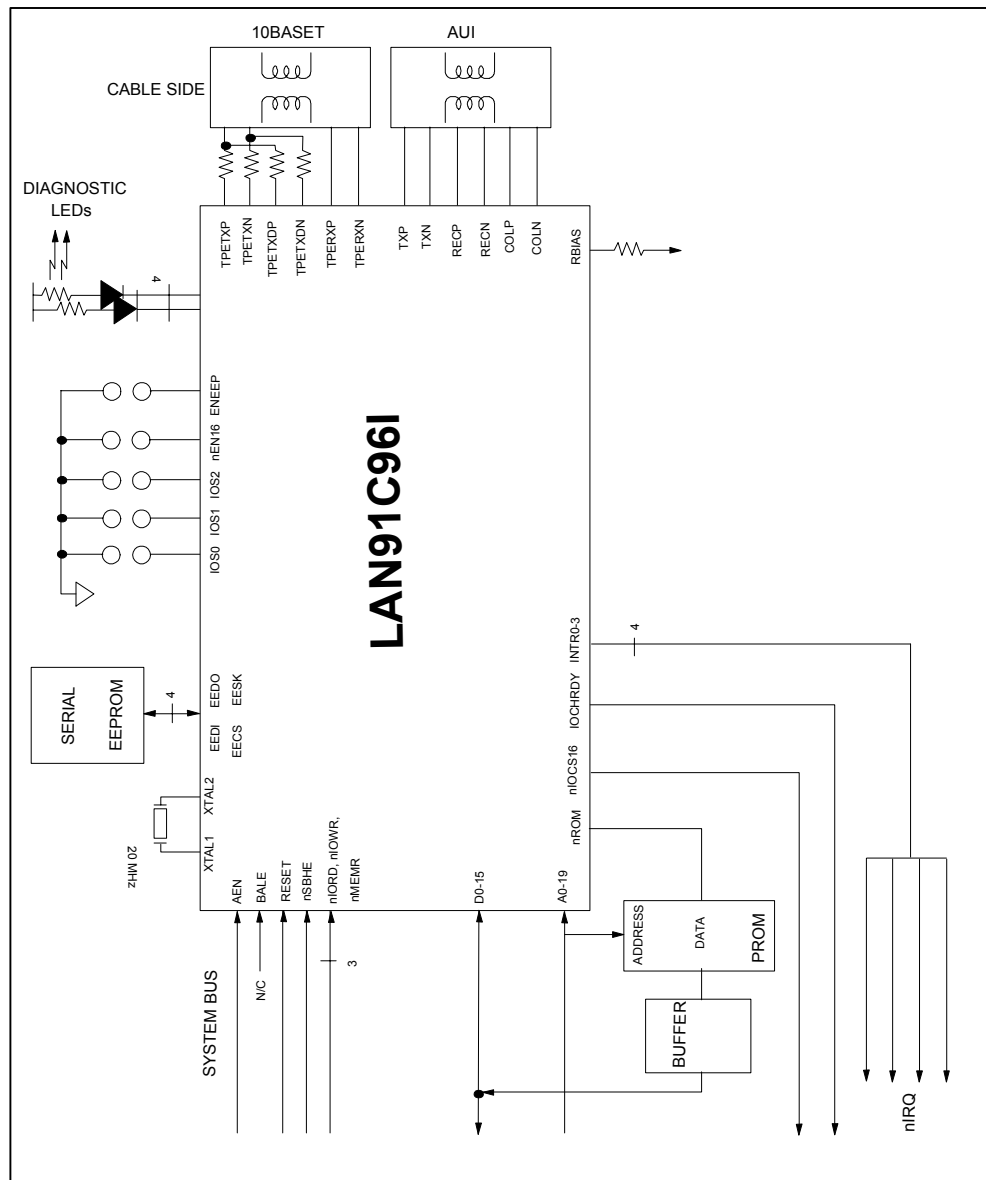 10BASET
AUI
CABLE SIDE
DIAGNOSTIC
LEDs
TPETXP
TPETXN
TPETXDP
TPETXDN
TPERXP
TPERXN
TXP
TXN
RECP
RECN
COLP
COLN
RBIAS
4
ENEEP
nEN16
IOS2
IOS1
IOS0
LAN91C96I
INTR0-3
4
IOCHRDY
nIOCS16
nROM
SERIAL
EEPROM
4
EEDO
EESK
EEDI
EECS
XTAL2
XTAL1
20 MHz
AEN
BALE
RESET
nSBHE
nIORD, nIOWR,
nMEMR
D0-15
A0-19
ADDRESS
DATA
PROM
N/C
3
SYSTEM BUS
BUFFER
nIRQ